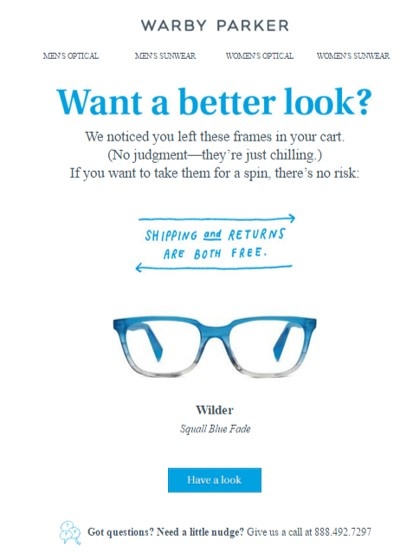 WARBY PARKER
MEN'S OPTICAL MEN'S SUNWEAR WOMEN'S OPTICAL WOMEN'S SUNWEAR
Want a better look?
We noticed you left these frames in your cart.
(No judgment—they're just chilling.)
If you want to take them for a spin, there's no risk:
SHIPPING and RETURNS
ARE BOTH FREE.
Wilder
Squall Blue Fade
Have a look
Got questions? Need a little nudge? Give us a call at 888.492.7297